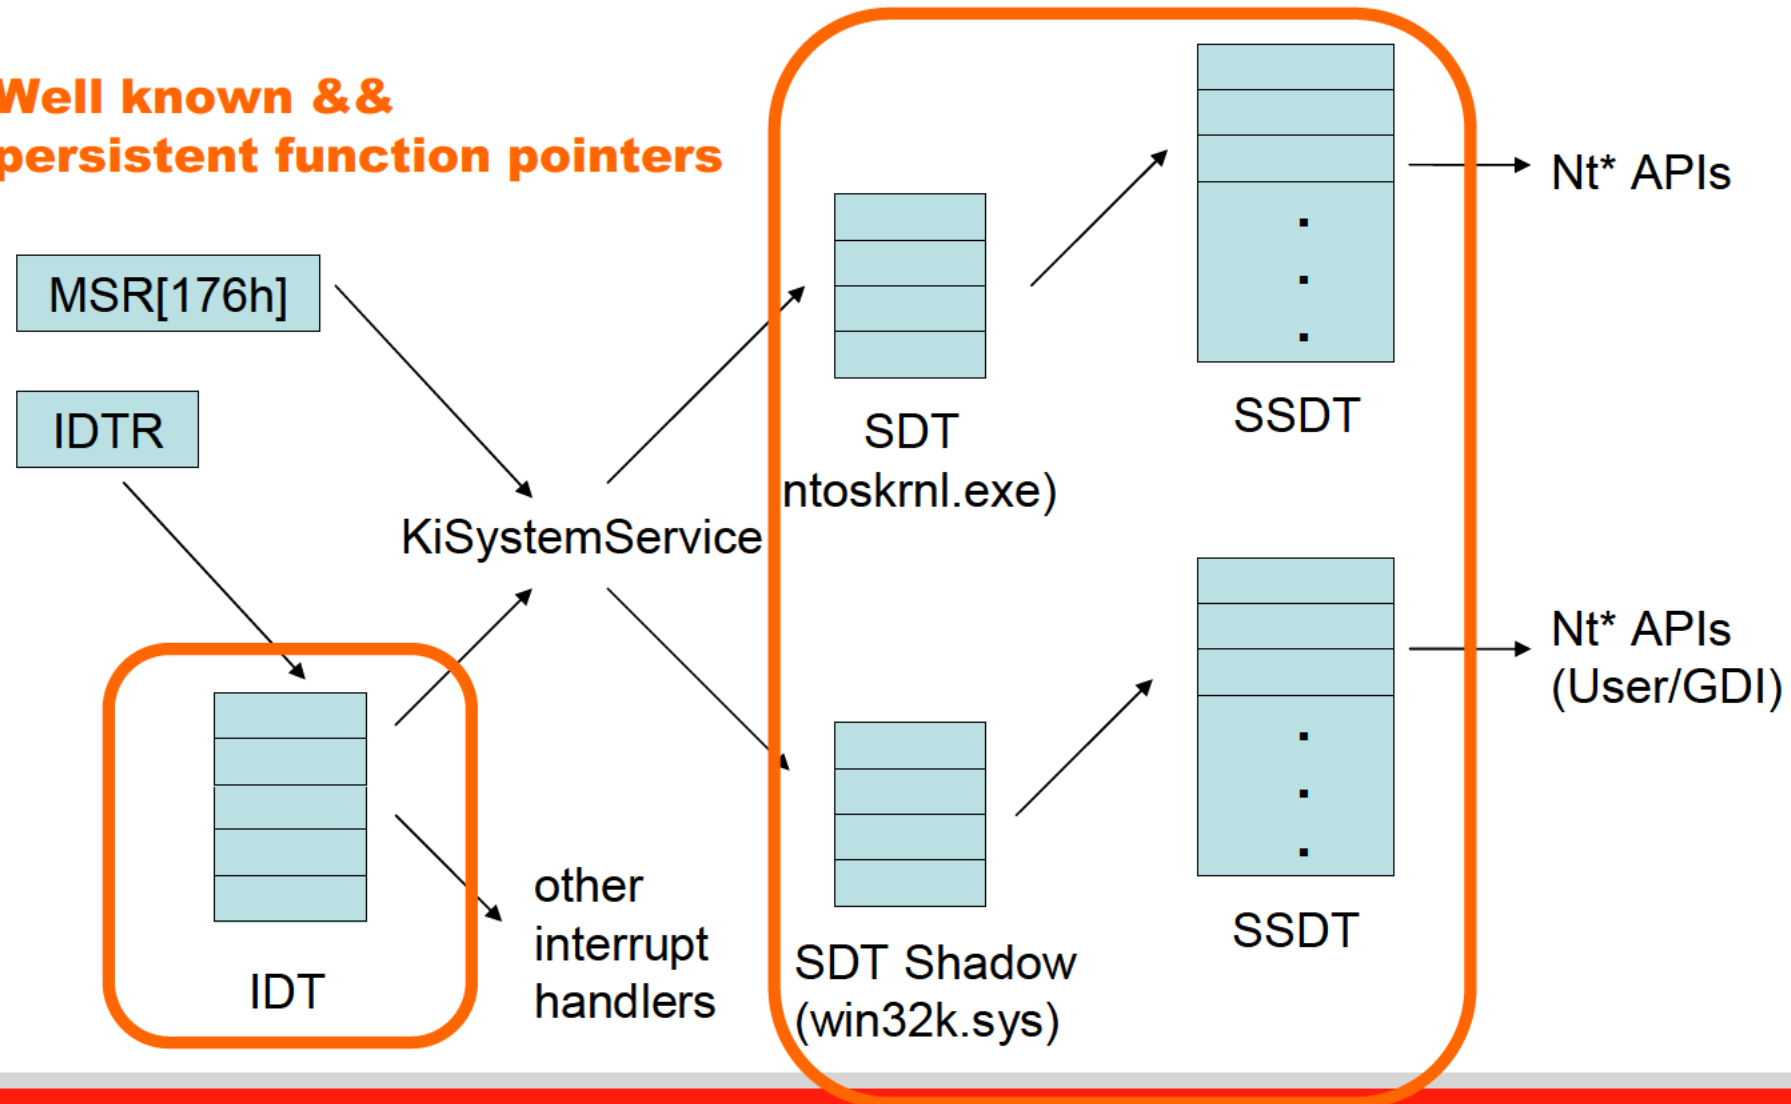 Well known &&
persistent function pointers
MSR[176h]
IDTR
KiSystemService
IDT
other
interrupt
handlers
SDT
ntoskrnl.exe)
SSDT
Nt* APIs
SDT Shadow
(win32k.sys)
SSDT
Nt* APIs
(User/GDI)